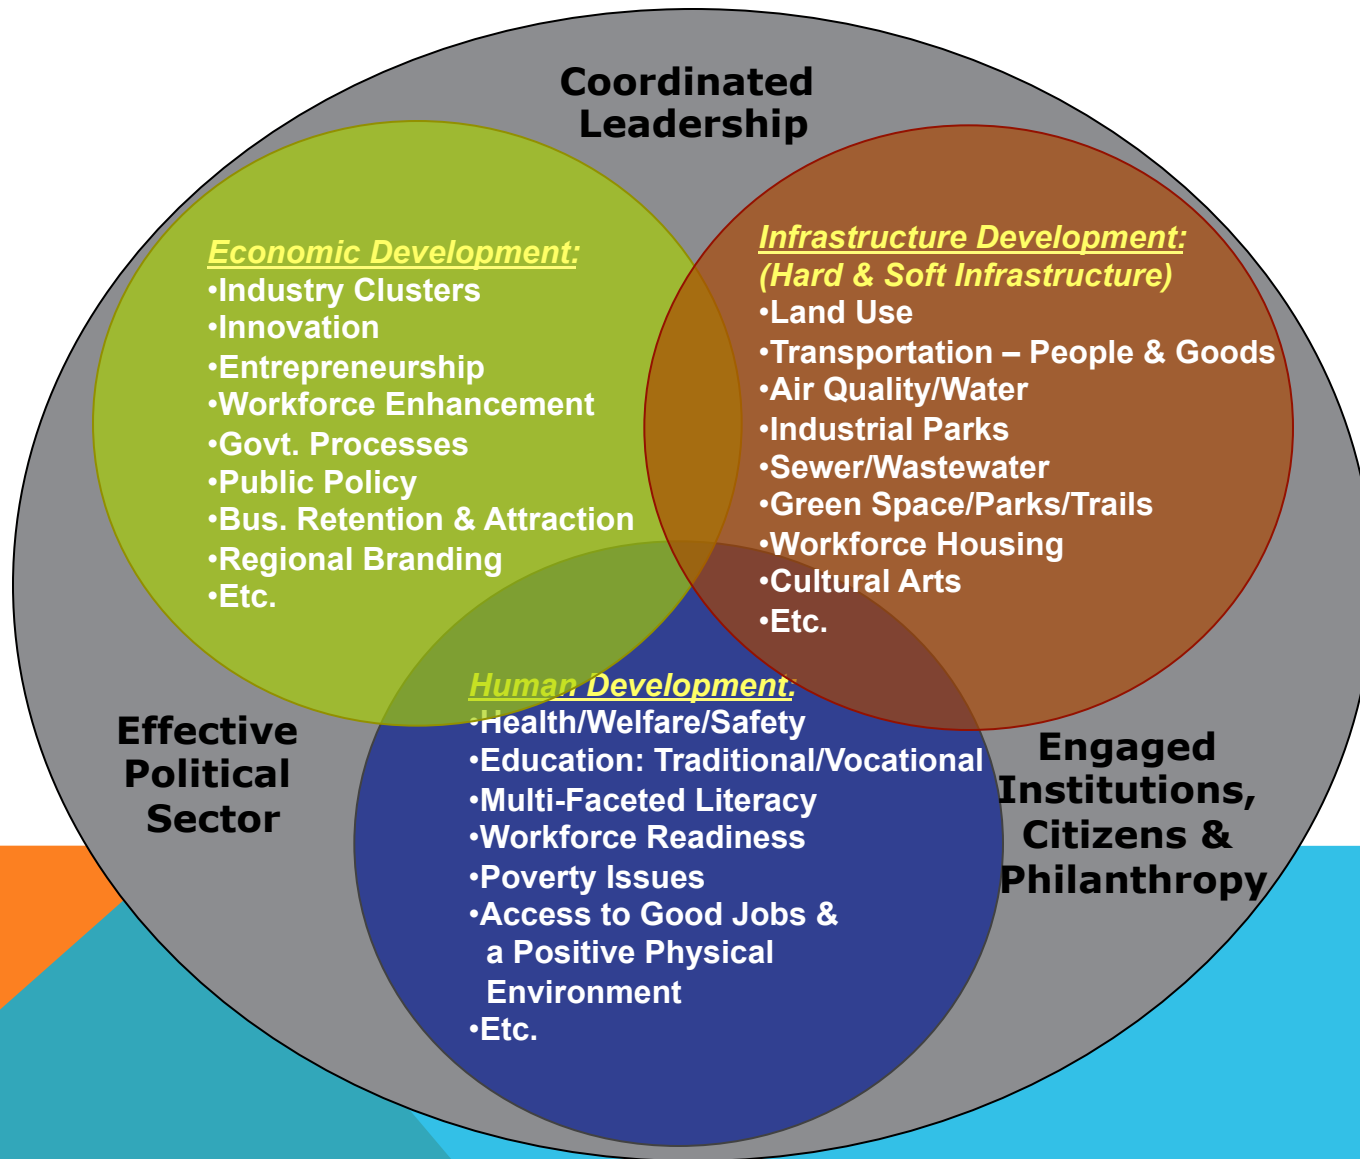 Coordinated
Leadership
Economic Development:
•Industry Clusters
•Innovation
•Entrepreneurship
•Workforce Enhancement
•Govt. Processes
•Public Policy
•Bus. Retention & Attraction
•Regional Branding
•Etc.
Infrastructure Development:
(Hard & Soft Infrastructure)
•Land Use
•Transportation – People & Goods
•Air Quality/Water
•Industrial Parks
•Sewer/Wastewater
•Green Space/Parks/Trails
•Workforce Housing
•Cultural Arts
•Etc.
Human Development:
•Health/Welfare/Safety
•Education: Traditional/Vocational
•Multi-Faceted Literacy
•Workforce Readiness
•Poverty Issues
•Access to Good Jobs &
a Positive Physical
Environment
•Etc.
Effective
Political
Sector
Engaged
Institutions,
Citizens &
Philanthropy